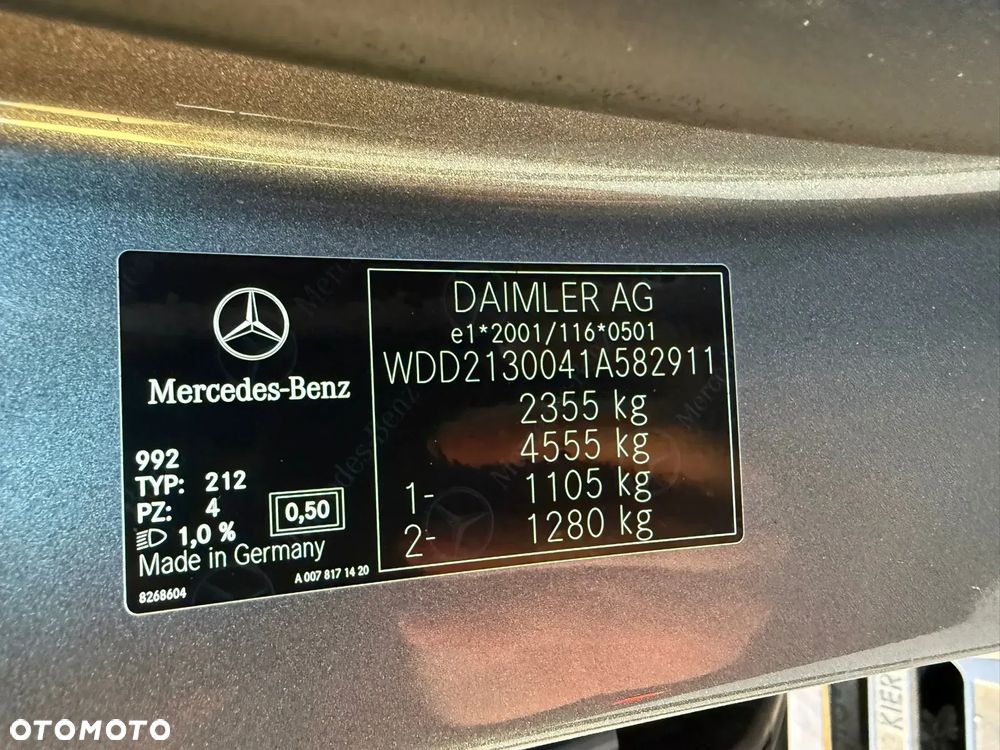 DAIMLER AG
e1*2001/116*0501
WDD2130041A582911
2355 kg
4555 kg
1- 1105 kg
2- 1280 kg
Mercedes-Benz
992
TYP: 212
PZ: 4
1,0 %
0,50
Made in Germany
A 007 817 14 20
8268604
KIER
OTOMOTO